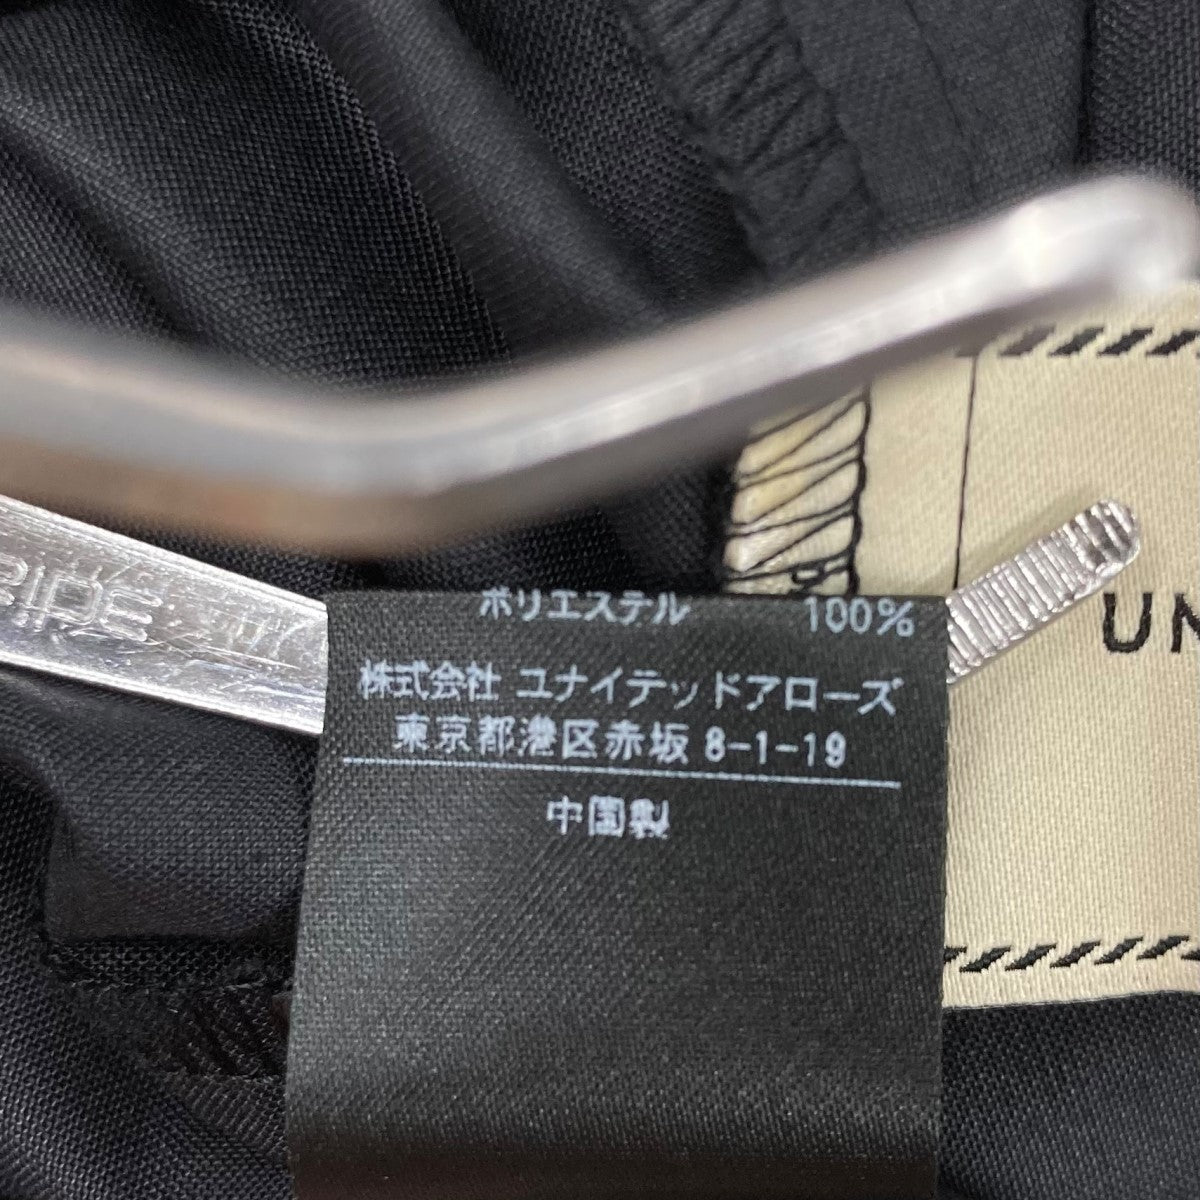 ポリエステル 100%
株式会社 ユナイテッドアローズ
東京都港区赤坂 8-1-19
中国製
UN